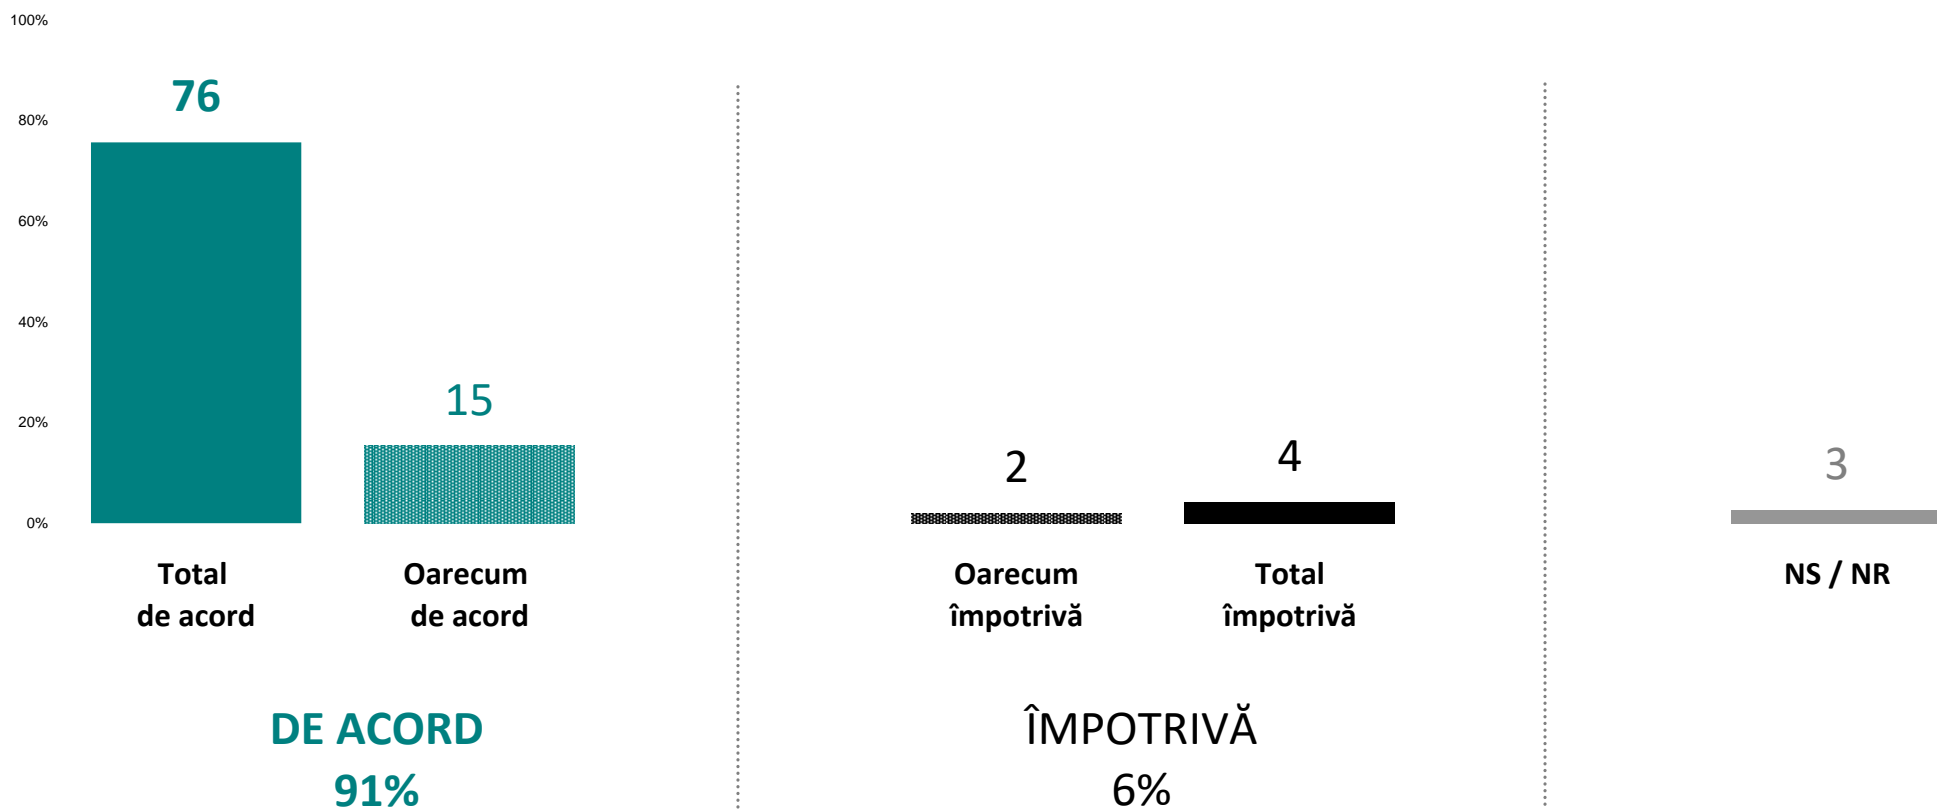 100%
80%
60%
40%
20%
0%
76
15
2
4
3
Total
de acord
Oarecum
de acord
Oarecum
împotrivă
Total
împotrivă
NS / NR
DE ACORD
91%
ÎMPOTRIVĂ
6%